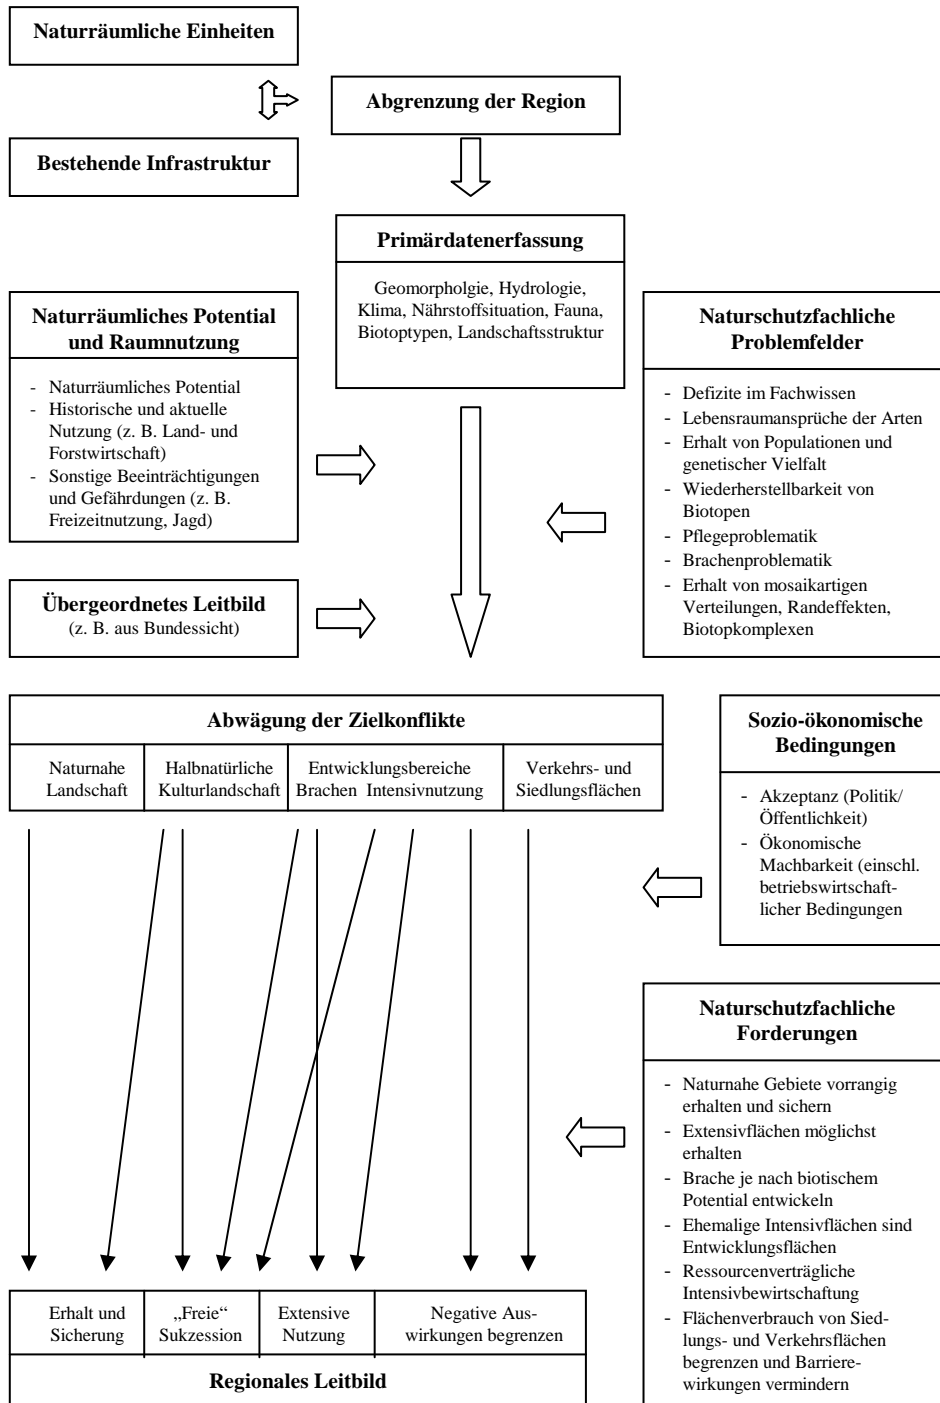 Naturräumliche Einheiten
Abgrenzung der Region
Bestehende Infrastruktur
Primärdatenerfassung
Geomorpholgie, Hydrologie,
Klima, Nährstoffsituation, Fauna,
Biotoptypen, Landschaftsstruktur
Naturräumliches Potential
und Raumnutzung
- Naturräumliches Potential
- Historische und aktuelle
Nutzung (z. B. Land- und
Forstwirtschaft)
- Sonstige Beeinträchtigungen
und Gefährdungen (z. B.
Freizeitnutzung, Jagd)
Naturschutzfachliche
Problemfelder
- Defizite im Fachwissen
- Lebensraumansprüche der Arten
- Erhalt von Populationen und
genetischer Vielfalt
- Wiederherstellbarkeit von
Biotopen
- Pflegeproblematik
- Brachenproblematik
- Erhalt von mosaikartigen
Verteilungen, Randeffekten,
Biotopkomplexen
Übergeordnetes Leitbild
(z. B. aus Bundessicht)
Abwägung der Zielkonflikte
Naturnahe
Landschaft
Halbnatürliche
Kulturlandschaft
Entwicklungsbereiche
Brachen Intensivnutzung
Verkehrs- und
Siedlungsflächen
Sozio-ökonomische
Bedingungen
- Akzeptanz (Politik/
Öffentlichkeit)
- Ökonomische
Machbarkeit (einschl.
betriebswirtschaft-
licher Bedingungen
Naturschutzfachliche
Forderungen
- Naturnahe Gebiete vorrangig
erhalten und sichern
- Extensivflächen möglichst
erhalten
- Brache je nach biotischem
Potential entwickeln
- Ehemalige Intensivflächen sind
Entwicklungsflächen
- Ressourcenverträgliche
Intensivbewirtschaftung
- Flächenverbrauch von Sied-
lungs- und Verkehrsflächen
begrenzen und Barriere-
wirkungen vermindern
Erhalt und
Sicherung
„Freie“
Sukzession
Extensive
Nutzung
Negative Aus-
wirkungen begrenzen
Regionales Leitbild